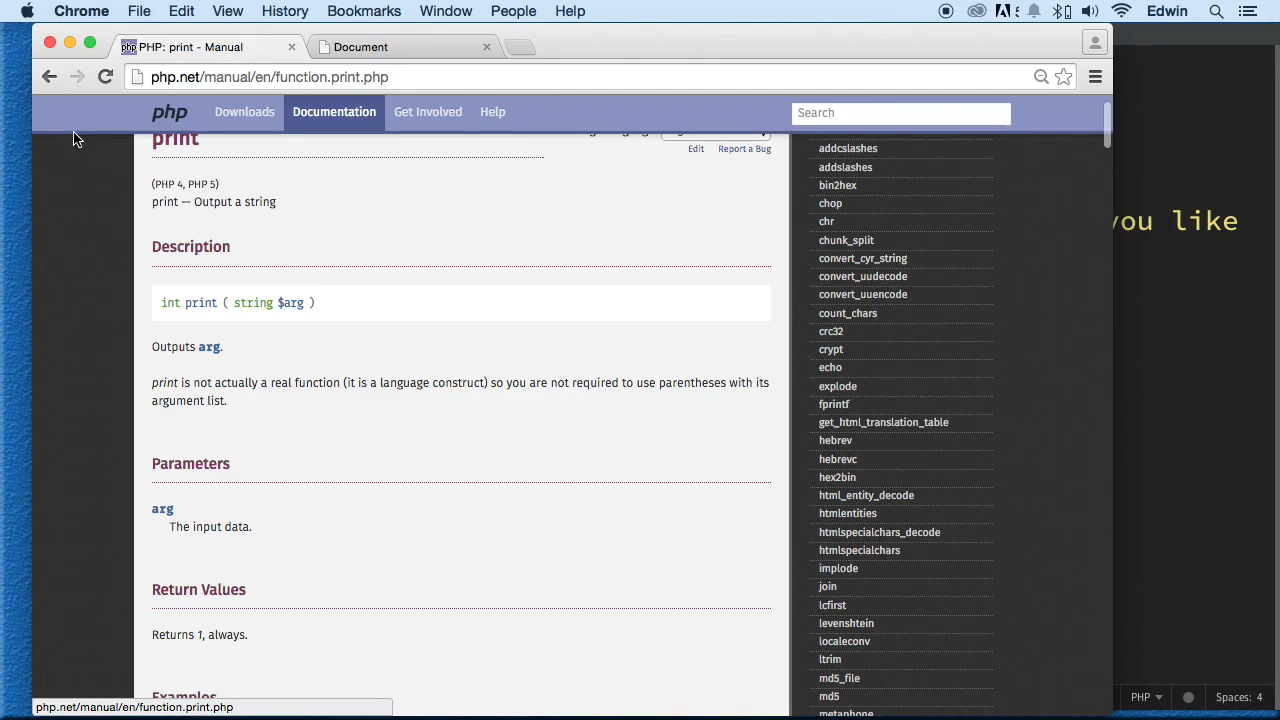 Chrome File Edit View History Bookmarks Window People Help Edwin
php PHP: print - Manual × Document ×
php.net/manual/en/function.print.php
php Downloads Documentation Get Involved Help Search
print
Edit Report a Bug
(PHP 4, PHP 5)
print — Output a string
Description
int print ( string $arg )
Outputs arg.
print is not actually a real function (it is a language construct) so you are not required to use parentheses with its
argument list.
Parameters
arg
The input data.
Return Values
Returns 1, always.
Examples
php.net/manual/en/function.print.php
addcslashes
addslashes
bin2hex
chop
chr
chunk_split
convert_cyr_string
convert_uudecode
convert_uuencode
count_chars
crc32
crypt
echo
explode
fprintf
get_html_translation_table
hebrev
hebrevc
hex2bin
html_entity_decode
htmlentities
htmlspecialchars_decode
htmlspecialchars
implode
join
lcfirst
levenshtein
localeconv
ltrim
md5_file
md5
metaphone
you like
PHP Spaces: 4